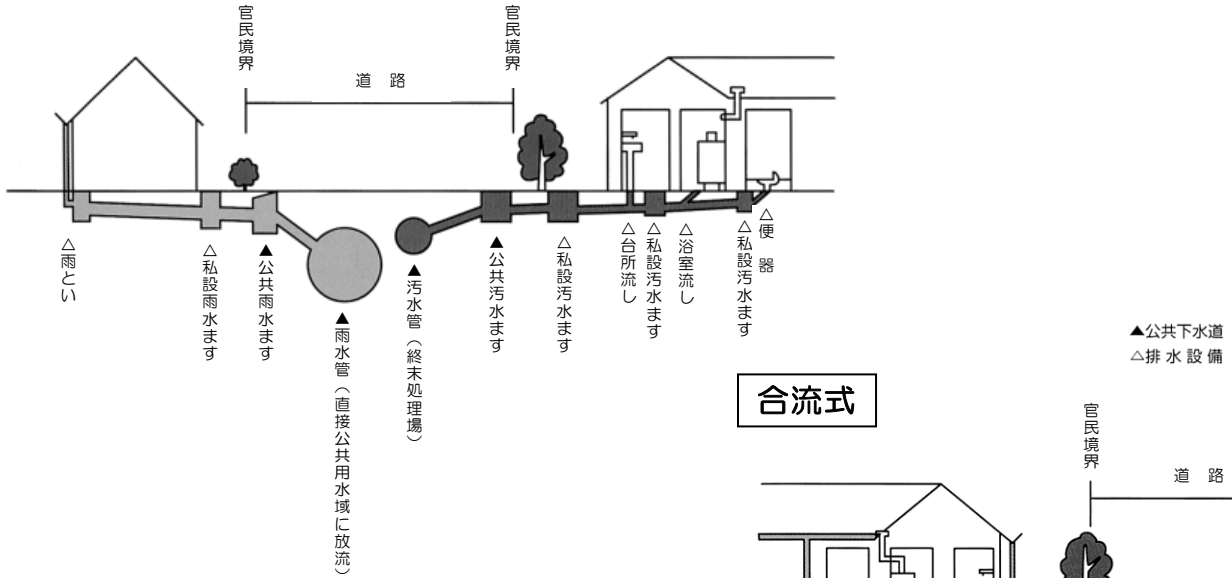 官民境界
道路
官民境界
△雨とい
△私設雨水ます
▲公共雨水ます
▲雨水管（直接公共用水域に放流）
▲汚水管（終末処理場）
▲公共汚水ます
△私設汚水ます
△台所流し
△私設汚水ます
△浴室流し
△私設汚水ます
△便器
▲公共下水道
△排水設備
合流式
官民境界
道路